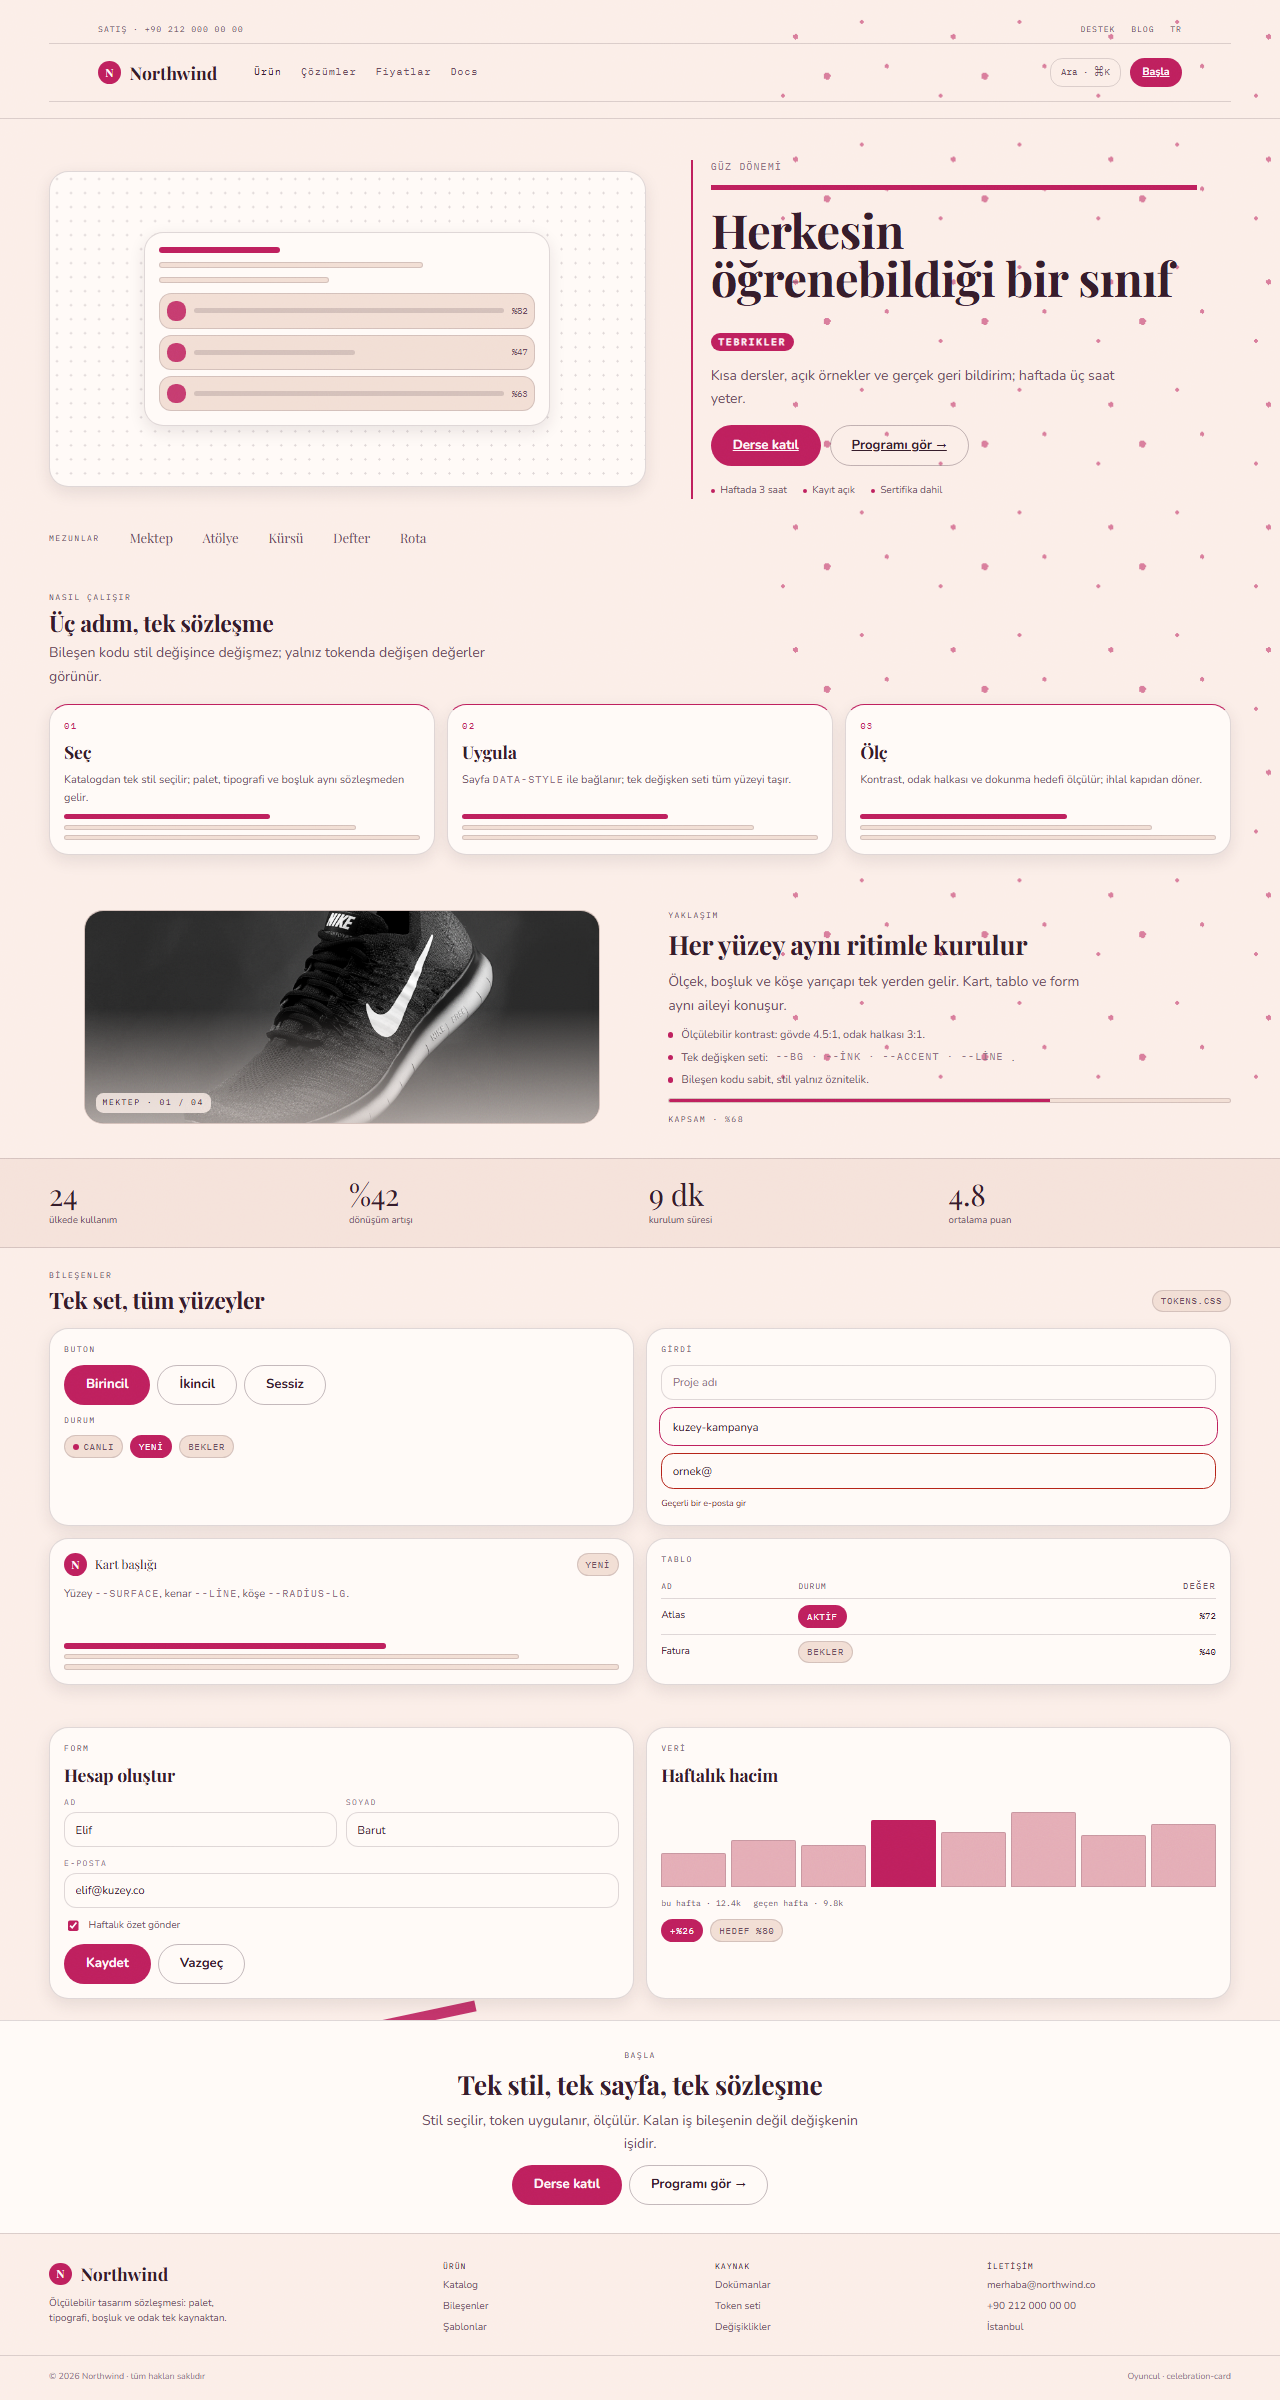 SATIŞ · +90 212 000 00 00
DESTEK BLOG TR
N Northwind Ürün Çözümler Fiyatlar Docs
Ara · ⌘K Başla
GÜZ DÖNEMİ
Herkesin
öğrenebildiği bir sınıf
TEBRIKLER
Kısa dersler, açık örnekler ve gerçek geri bildirim; haftada üç saat
yeter.
Derse katıl Programı gör →
Haftada 3 saat Kayıt açık Sertifika dahil
%82
%47
%63
MEZUNLAR Mektep Atölye Kürsü Defter Rota
NASIL ÇALIŞIR
Üç adım, tek sözleşme
Bileşen kodu stil değişince değişmez; yalnız tokenda değişen değerler
görünür.
01
Seç
Katalogdan tek stil seçilir; palet, tipografi ve boşluk aynı sözleşmeden
gelir.
02
Uygula
Sayfa DATA-STYLE ile bağlanır; tek değişken seti tüm yüzeyi taşır.
03
Ölç
Kontrast, odak halkası ve dokunma hedefi ölçülür; ihlal kapıdan döner.
NIKE
MEKTEP · 01 / 04
YAKLAŞIM
Her yüzey aynı ritimle kurulur
Ölçek, boşluk ve köşe yarıçapı tek yerden gelir. Kart, tablo ve form
aynı aileyi konuşur.
Ölçülebilir kontrast: gövde 4.5:1, odak halkası 3:1.
Tek değişken seti: --BG · --İNK · --ACCENT · --LİNE .
Bileşen kodu sabit, stil yalnız öznitelik.
KAPSAM · %68
24
ülkede kullanım
%42
dönüşüm artışı
9 dk
kurulum süresi
4.8
ortalama puan
BİLEŞENLER
Tek set, tüm yüzeyler
TOKENS.CSS
BUTON
Birincil İkincil Sessiz
DURUM
CANLI YENİ BEKLER
GİRDİ
Proje adı
kuzey-kampanya
ornek@
Geçerli bir e-posta gir
N Kart başlığı YENİ
Yüzey --SURFACE, kenar --LİNE, köşe --RADİUS-LG.
TABLO
AD DURUM DEĞER
Atlas AKTİF %72
Fatura BEKLER %40
FORM
Hesap oluştur
AD SOYAD
Elif Barut
E-POSTA
elif@kuzey.co
Haftalık özet gönder
Kaydet Vazgeç
VERİ
Haftalık hacim
bu hafta · 12.4k geçen hafta · 9.8k
+%26 HEDEF %80
BAŞLA
Tek stil, tek sayfa, tek sözleşme
Stil seçilir, token uygulanır, ölçülür. Kalan iş bileşenin değil değişkenin
işidir.
Derse katıl Programı gör →
N Northwind
Ölçülebilir tasarım sözleşmesi: palet,
tipografi, boşluk ve odak tek kaynaktan.
ÜRÜN
Katalog
Bileşenler
Şablonlar
KAYNAK
Dokümanlar
Token seti
Değişiklikler
İLETİŞİM
merhaba@northwind.co
+90 212 000 00 00
İstanbul
© 2026 Northwind · tüm hakları saklıdır
Oyuncul · celebration-card